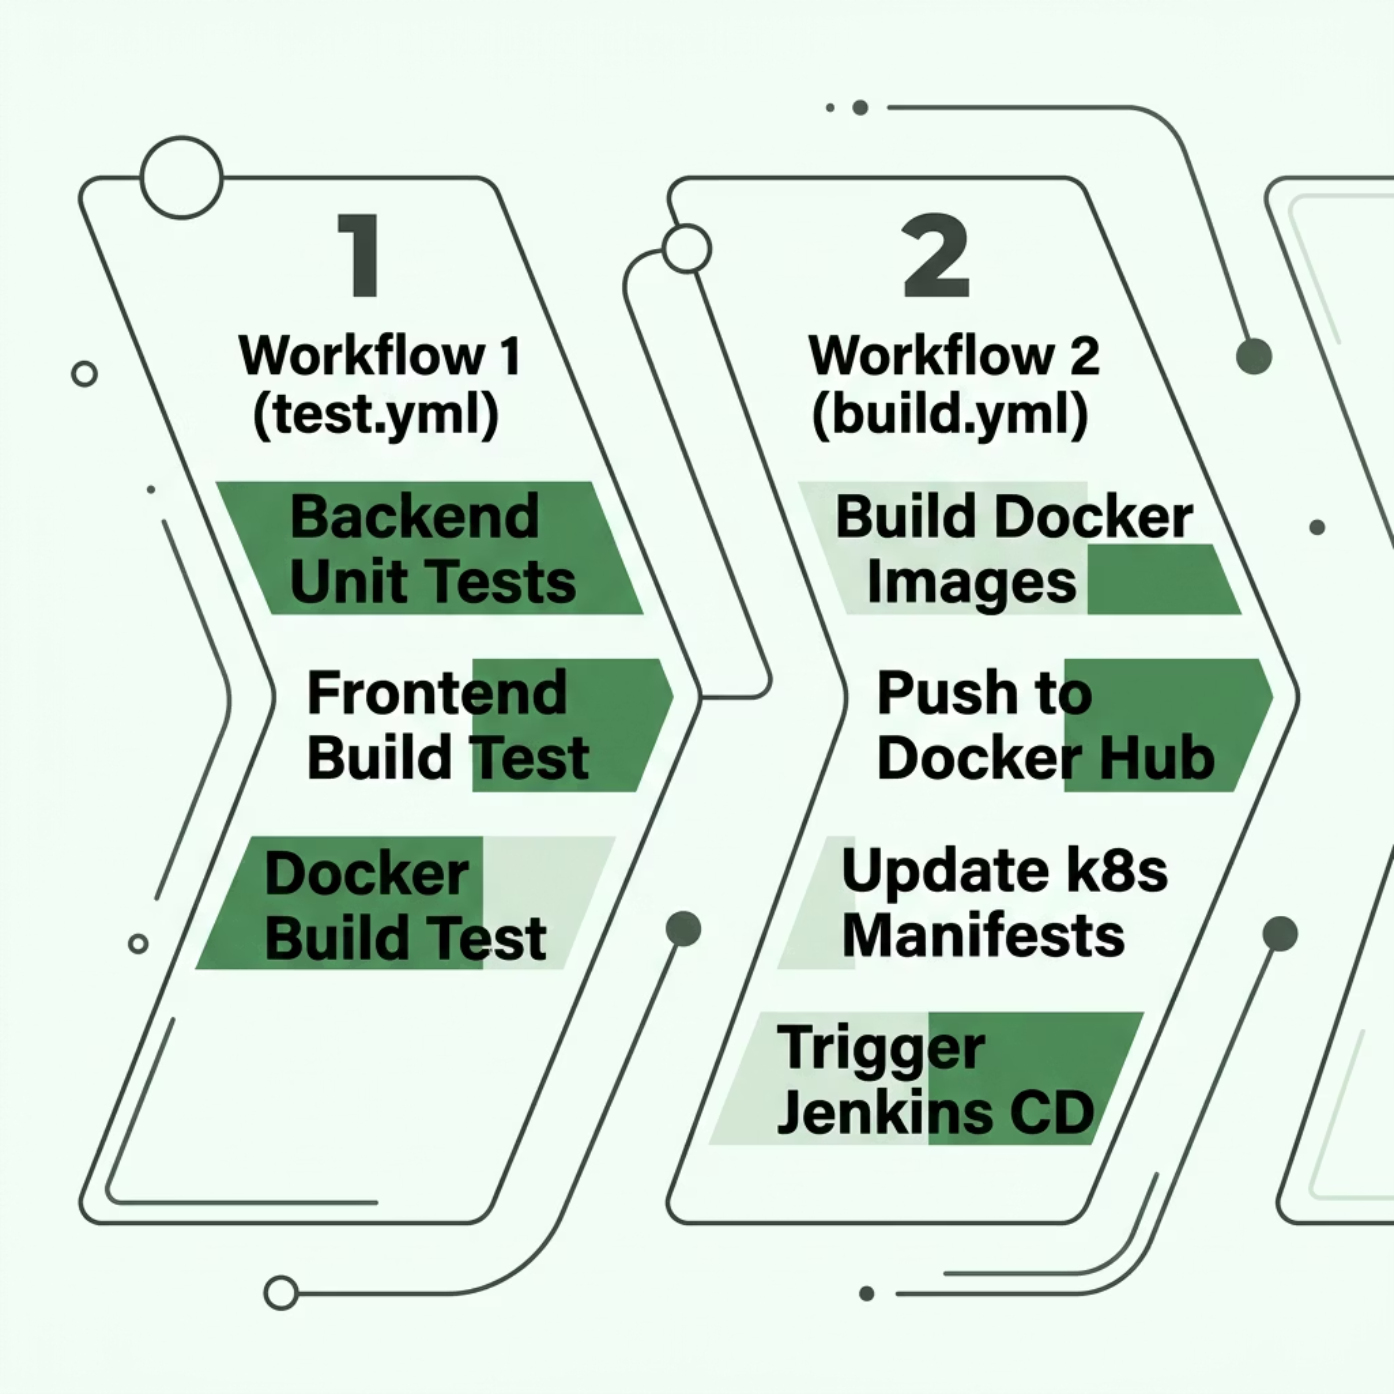 1
Workflow 1
(test.yml)
Backend
Unit Tests
Frontend
Build Test
Docker
Build Test
2
Workflow 2
(build.yml)
Build Docker
Images
Push to
Docker Hub
Update k8s
Manifests
Trigger
Jenkins CD